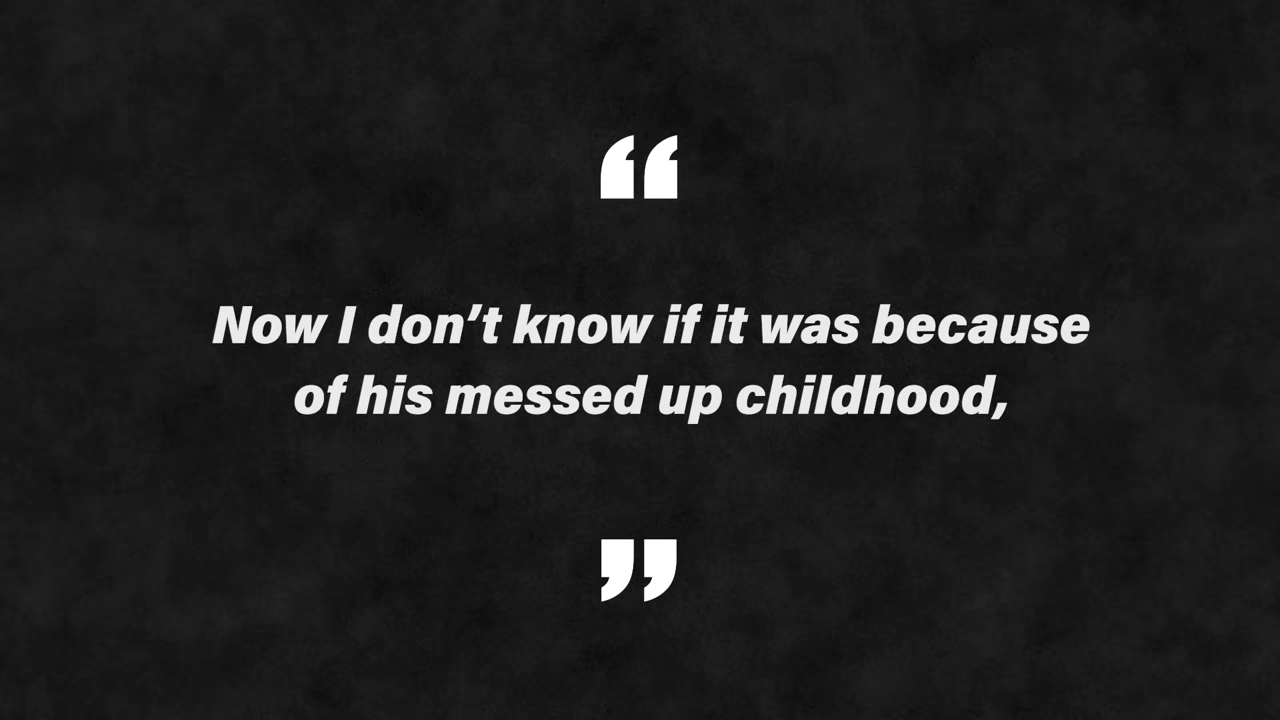 “
Now I don’t know if it was because
of his messed up childhood,
”